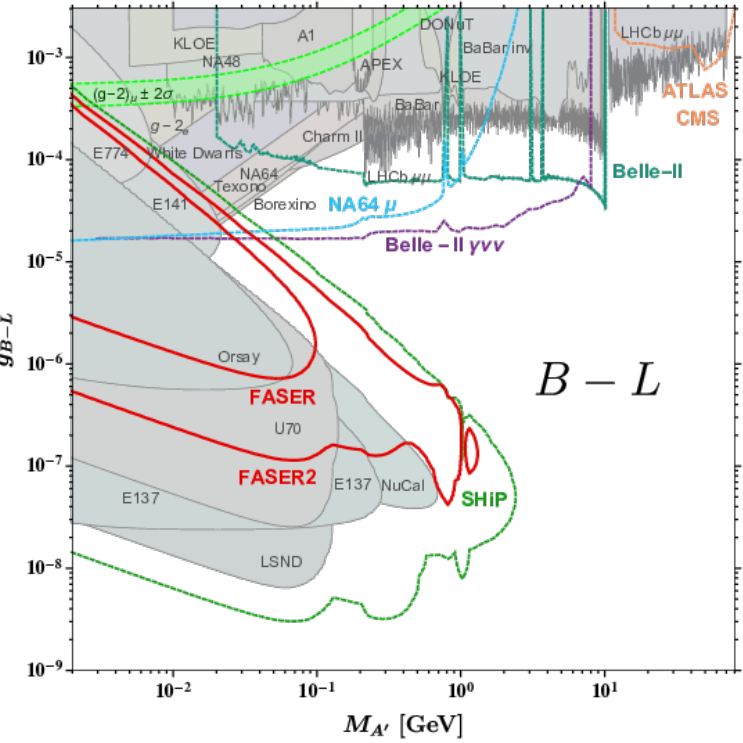 DONuT
LHCb μμ
KLOE
A1
BaBar inv
NA48
APEX
KLOE
ATLAS
CMS
(g−2)μ ± 2σ
BaBar
g − 2e
Charm II
E774
White Dwarfs
NA64
LHCb μμ
Belle−II
Texono
E141
Borexino
NA64 μ
Belle − II γνν
Orsay
B − L
FASER
U70
FASER2
E137
E137
NuCal
SHiP
LSND
10⁻³
10⁻⁴
10⁻⁵
10⁻⁶
10⁻⁷
10⁻⁸
10⁻⁹
gB−L
10⁻²
10⁻¹
10⁰
10¹
MA′ [GeV]